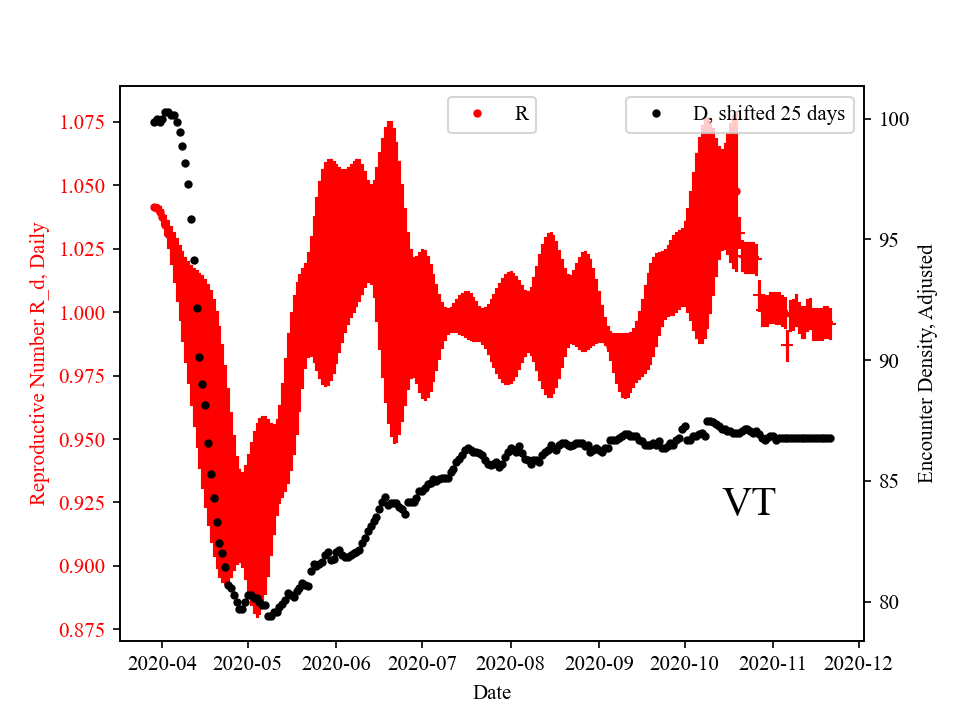 R
D, shifted 25 days
Reproductive Number R_d, Daily
1.075
1.050
1.025
1.000
0.975
0.950
0.925
0.900
0.875
100
95
90
85
80
Encounter Density, Adjusted
VT
2020-04 2020-05 2020-06 2020-07 2020-08 2020-09 2020-10 2020-11 2020-12
Date